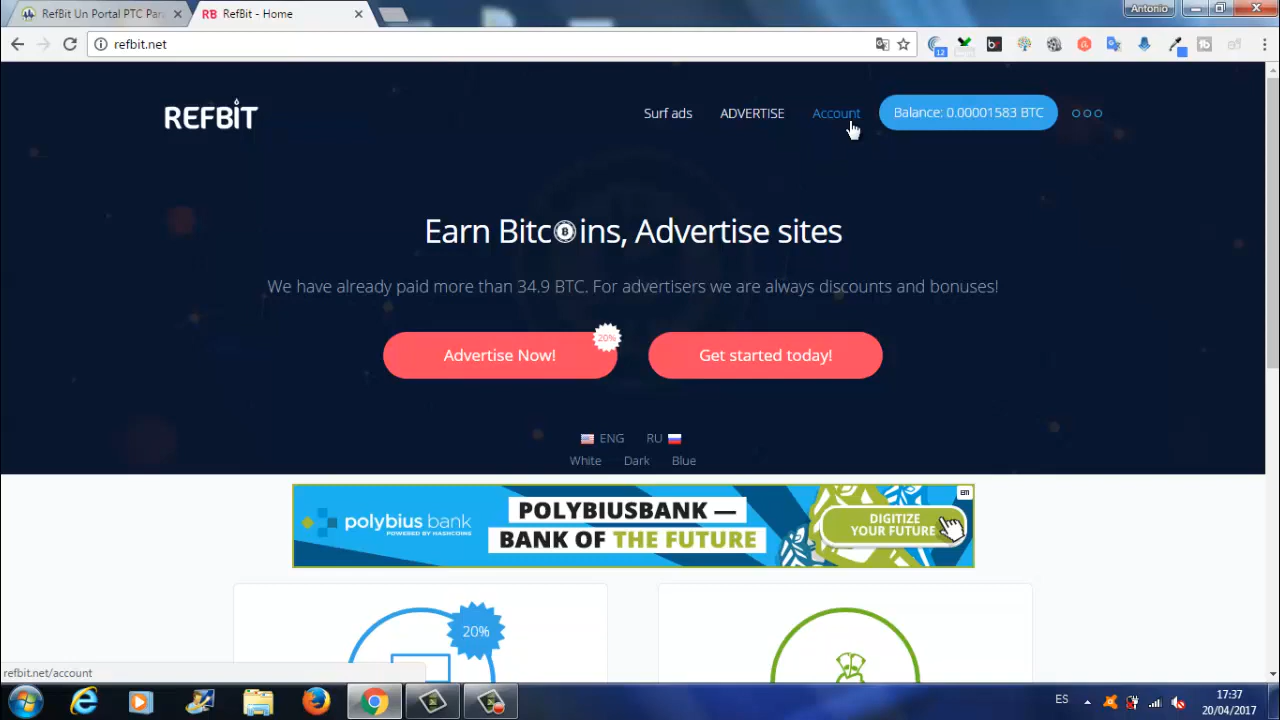 RefBit Un Portal PTC Par
RB RefBit - Home
Antonio
refbit.net
12
REFBIT
Surf ads
ADVERTISE
Account
Balance: 0.00001583 BTC
Earn Bitcoins, Advertise sites
We have already paid more than 34.9 BTC. For advertisers we are always discounts and bonuses!
Advertise Now!
20%
Get started today!
ENG RU
White Dark Blue
polybius bank
POWERED BY HASHCOINS
POLYBIUSBANK —
BANK OF THE FUTURE
DIGITIZE
YOUR FUTURE
20%
refbit.net/account
ES
17:37
20/04/2017